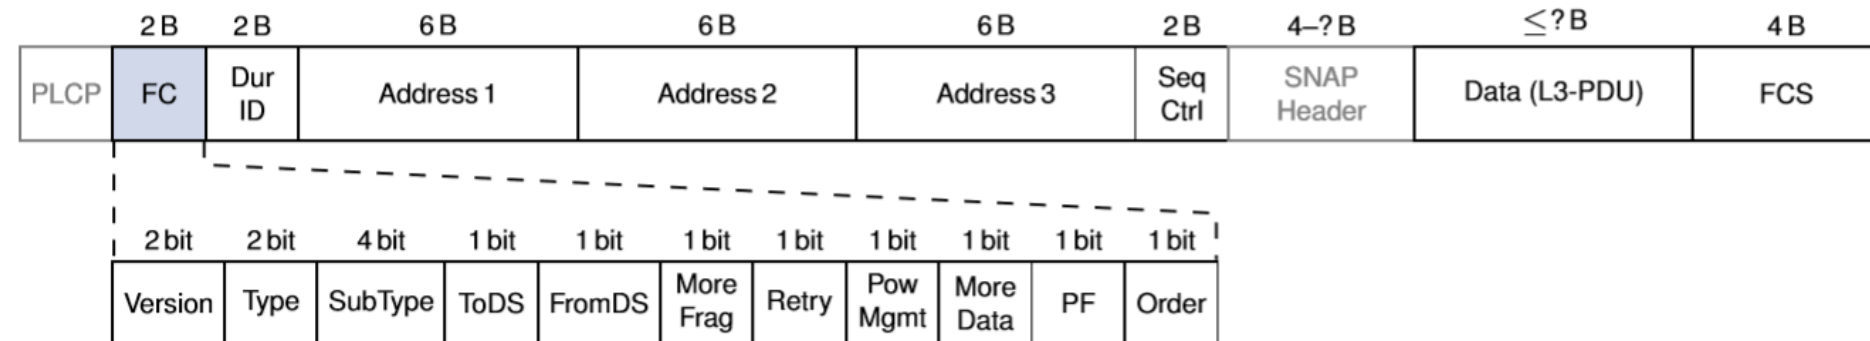 2 B 2 B 6 B 6 B 6 B 2 B 4–? B ≤? B 4 B
PLCP FC Dur ID Address 1 Address 2 Address 3 Seq Ctrl SNAP Header Data (L3-PDU) FCS
2 bit 2 bit 4 bit 1 bit 1 bit 1 bit 1 bit 1 bit 1 bit 1 bit 1 bit
Version Type SubType ToDS FromDS More Frag Retry Pow Mgmt More Data PF Order